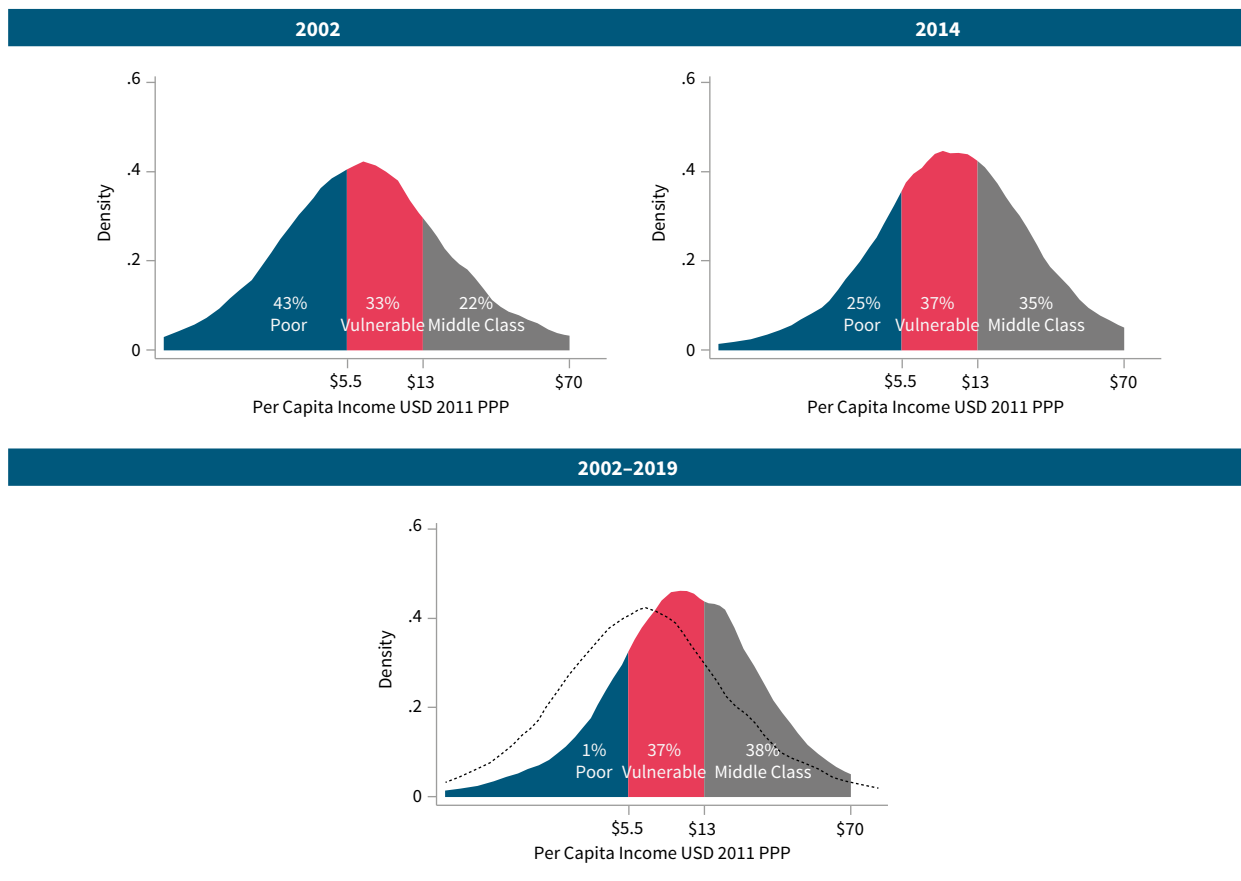 2002
2014
.6
.4
.2
0
Density
43%
Poor
33%
Vulnerable
22%
Middle Class
$5.5
$13
$70
Per Capita Income USD 2011 PPP
.6
.4
.2
0
Density
25%
Poor
37%
Vulnerable
35%
Middle Class
$5.5
$13
$70
Per Capita Income USD 2011 PPP
2002–2019
.6
.4
.2
0
Density
1%
Poor
37%
Vulnerable
38%
Middle Class
$5.5
$13
$70
Per Capita Income USD 2011 PPP